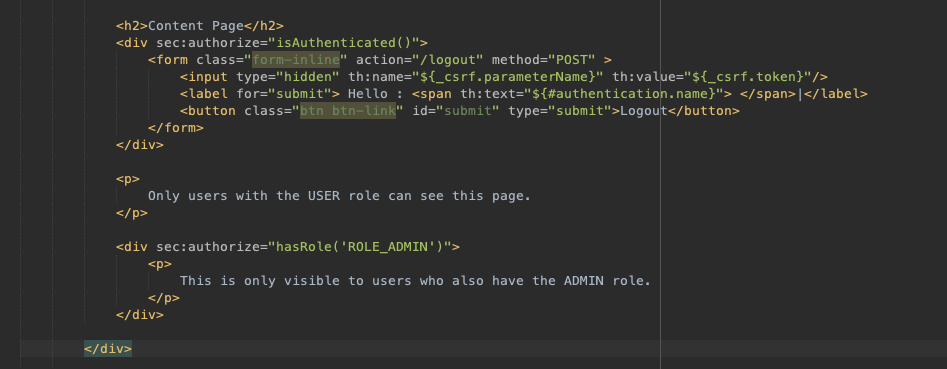 <h2>Content Page</h2>
<div sec:authorize="isAuthenticated()">
<form class="form-inline" action="/logout" method="POST" >
<input type="hidden" th:name="${_csrf.parameterName}" th:value="${_csrf.token}"/>
<label for="submit"> Hello : <span th:text="${#authentication.name}"> </span>|</label>
<button class="btn btn-link" id="submit" type="submit">Logout</button>
</form>
</div>
<p>
Only users with the USER role can see this page.
</p>
<div sec:authorize="hasRole('ROLE_ADMIN')">
<p>
This is only visible to users who also have the ADMIN role.
</p>
</div>
</div>